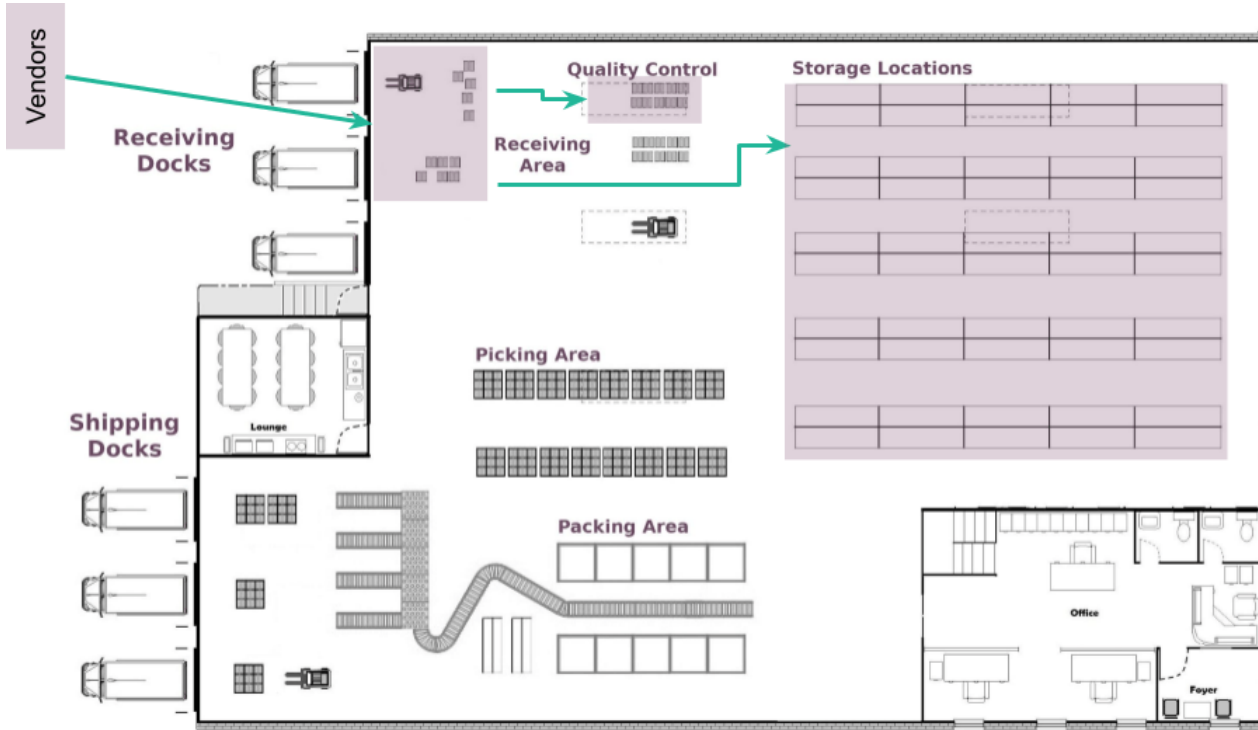 Vendors
Receiving
Docks
Quality Control
Storage Locations
Receiving
Area
Picking Area
Shipping
Docks
Lounge
Packing Area
Office
Foyer